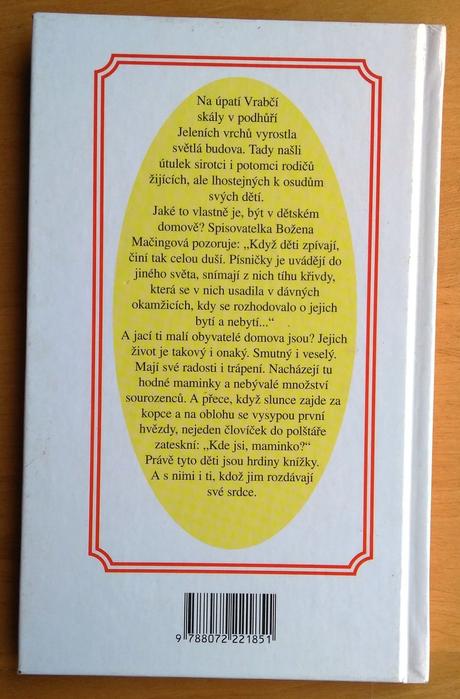 Na úpatí Vrabčí
skály v podhůří
Jeleních vrchů vyrostla
světlá budova. Tady našli
útulek sirotci i potomci rodičů
žijících, ale lhostejných k osudům
svých dětí.
Jaké to vlastně je, být v dětském
domově? Spisovatelka Božena
Mačingová pozoruje: „Když děti zpívají,
činí tak celou duší. Písničky je uvádějí do
jiného světa, snímají z nich tíhu křivdy,
která se v nich usadila v dávných
okamžicích, kdy se rozhodovalo o jejich
bytí a nebytí...“
A jací ti malí obyvatelé domova jsou? Jejich
život je takový i onaký. Smutný i veselý.
Mají své radosti i trápení. Nacházejí tu
hodné maminky a nebývalé množství
sourozenců. A přece, když slunce zajde za
kopce a na oblohu se vysypou první
hvězdy, nejeden človíček do polštáře
zateskní: „Kde jsi, maminko?“
Právě tyto děti jsou hrdiny knížky.
A s nimi i ti, kdož jim rozdávají
své srdce.
9 788072 221851